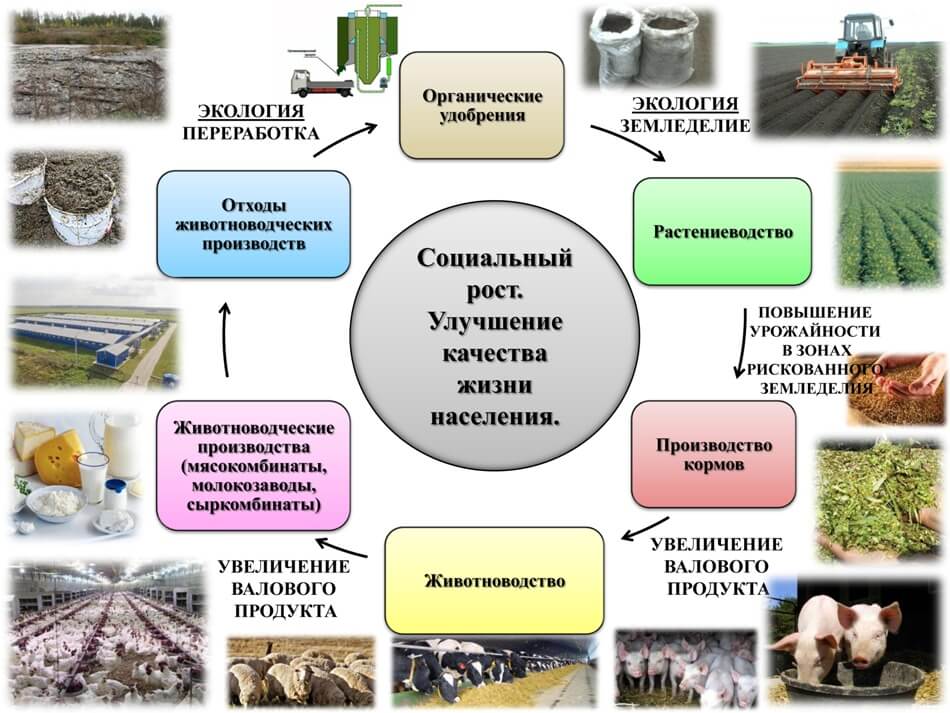 ЭКОЛОГИЯ
ПЕРЕРАБОТКА
Органические
удобрения
ЭКОЛОГИЯ
ЗЕМЛЕДЕЛИЕ
Отходы
животноводческих
производств
Растениеводство
Социальный
рост.
Улучшение
качества
жизни
населения.
ПОВЫШЕНИЕ
УРОЖАЙНОСТИ
В ЗОНАХ
РИСКОВАННОГО
ЗЕМЛЕДЕЛИЯ
Животноводческие
производства
(мясокомбинаты,
молокозаводы,
сыркомбинаты)
Производство
кормов
УВЕЛИЧЕНИЕ
ВАЛОВОГО
ПРОДУКТА
Животноводство
УВЕЛИЧЕНИЕ
ВАЛОВОГО
ПРОДУКТА